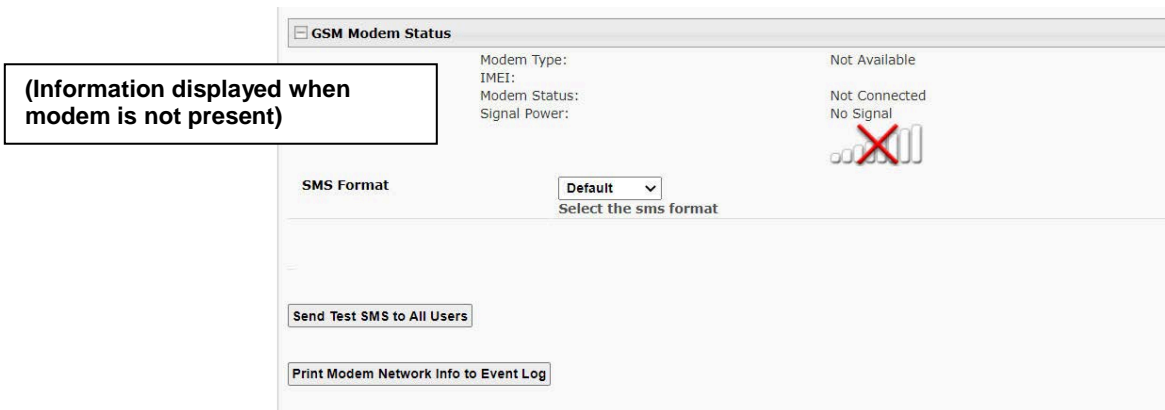 GSM Modem Status
(Information displayed when
modem is not present)
Modem Type: Not Available
IMEI:
Modem Status: Not Connected
Signal Power: No Signal
SMS Format Default
Select the sms format
Send Test SMS to All Users
Print Modem Network Info to Event Log